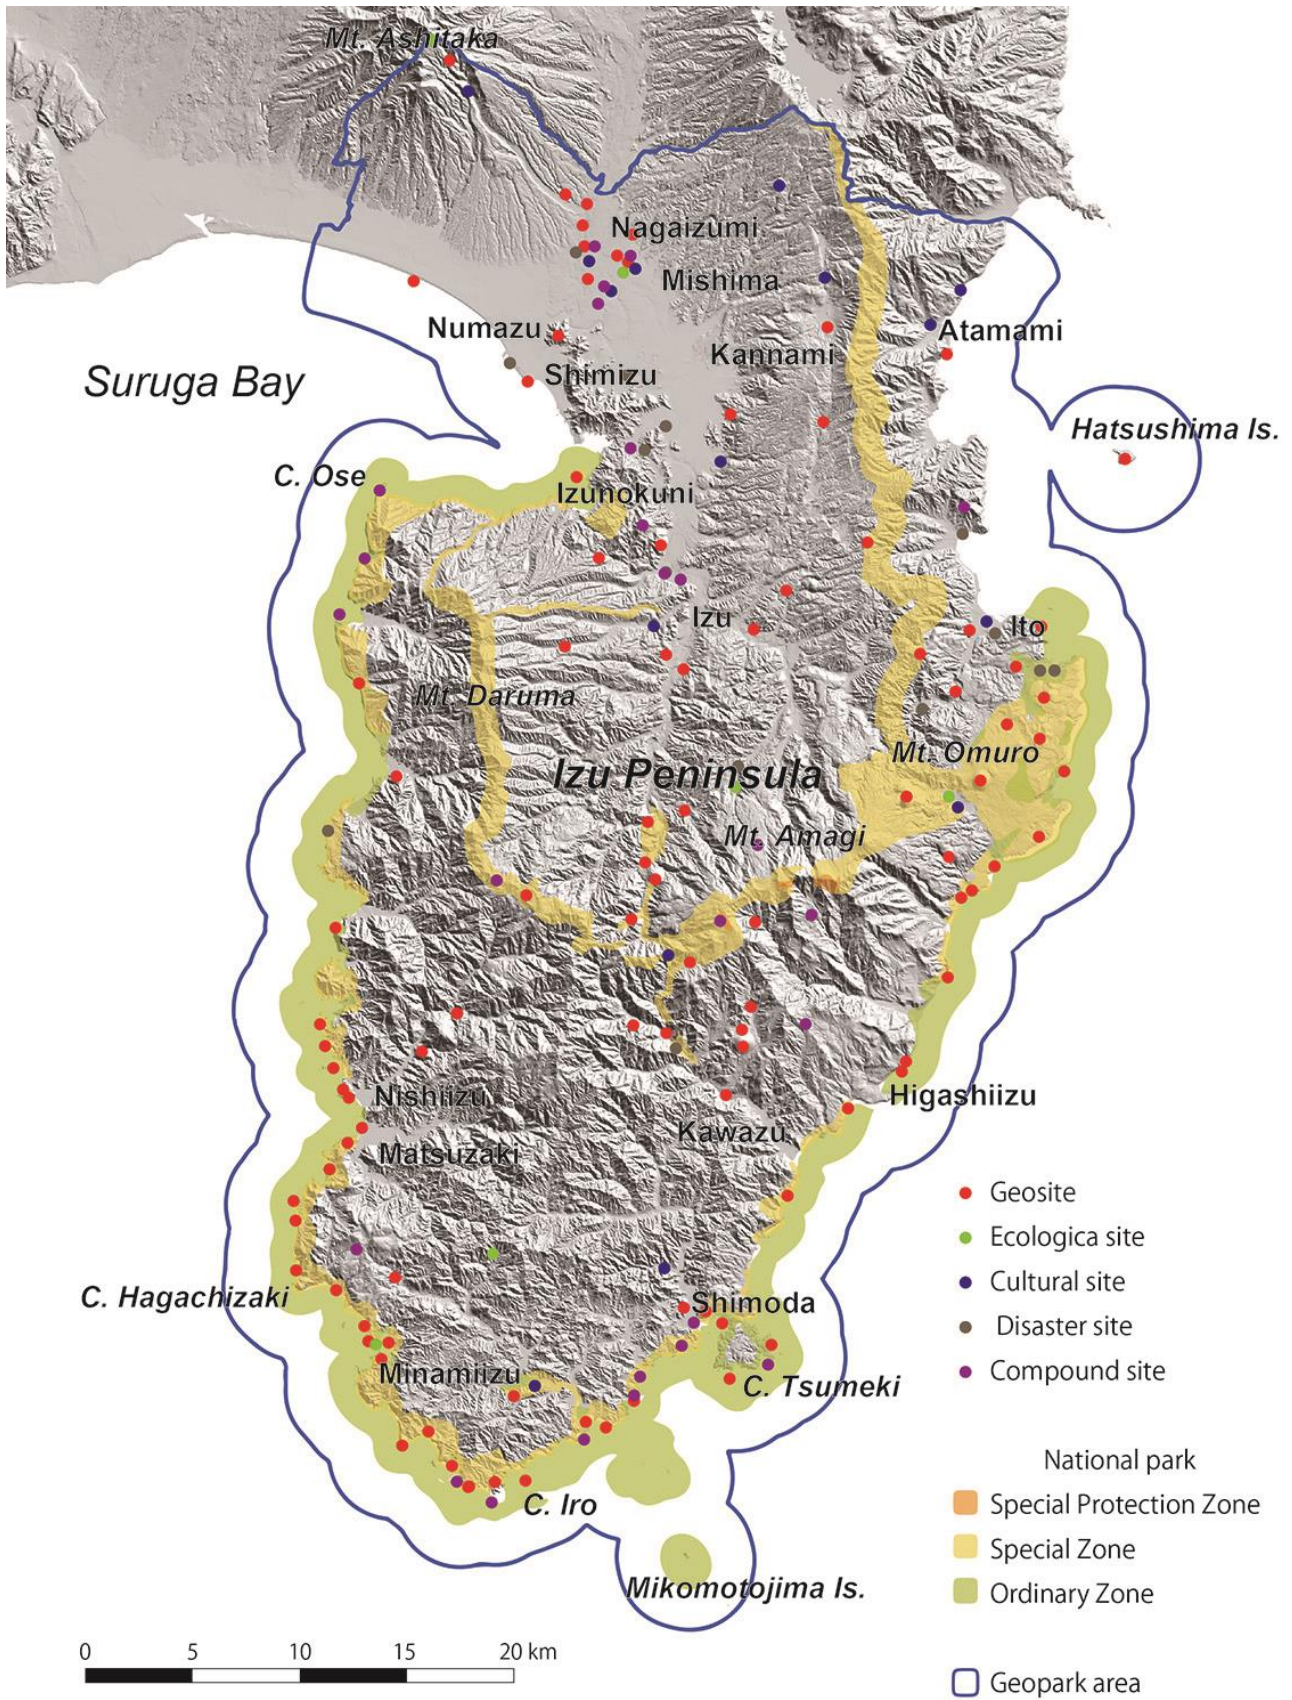 Mt. Ashitaka
Nagaizumi
Mishima
Numazu
Atamami
Kannami
Shimizu
Suruga Bay
Hatsushima Is.
C. Ose
Izunokuni
Izu
Ito
Mt. Daruma
Mt. Omuro
Izu Peninsula
Mt. Amagi
Nishiizu
Higashiizu
Kawazu
Matsuzaki
Geosite
Ecologica site
Cultural site
C. Hagachizaki
Shimoda
Disaster site
Compound site
Minamiizu
C. Tsumeki
National park
C. Iro
Special Protection Zone
Special Zone
Mikomotojima Is.
Ordinary Zone
0 5 10 15 20 km
Geopark area